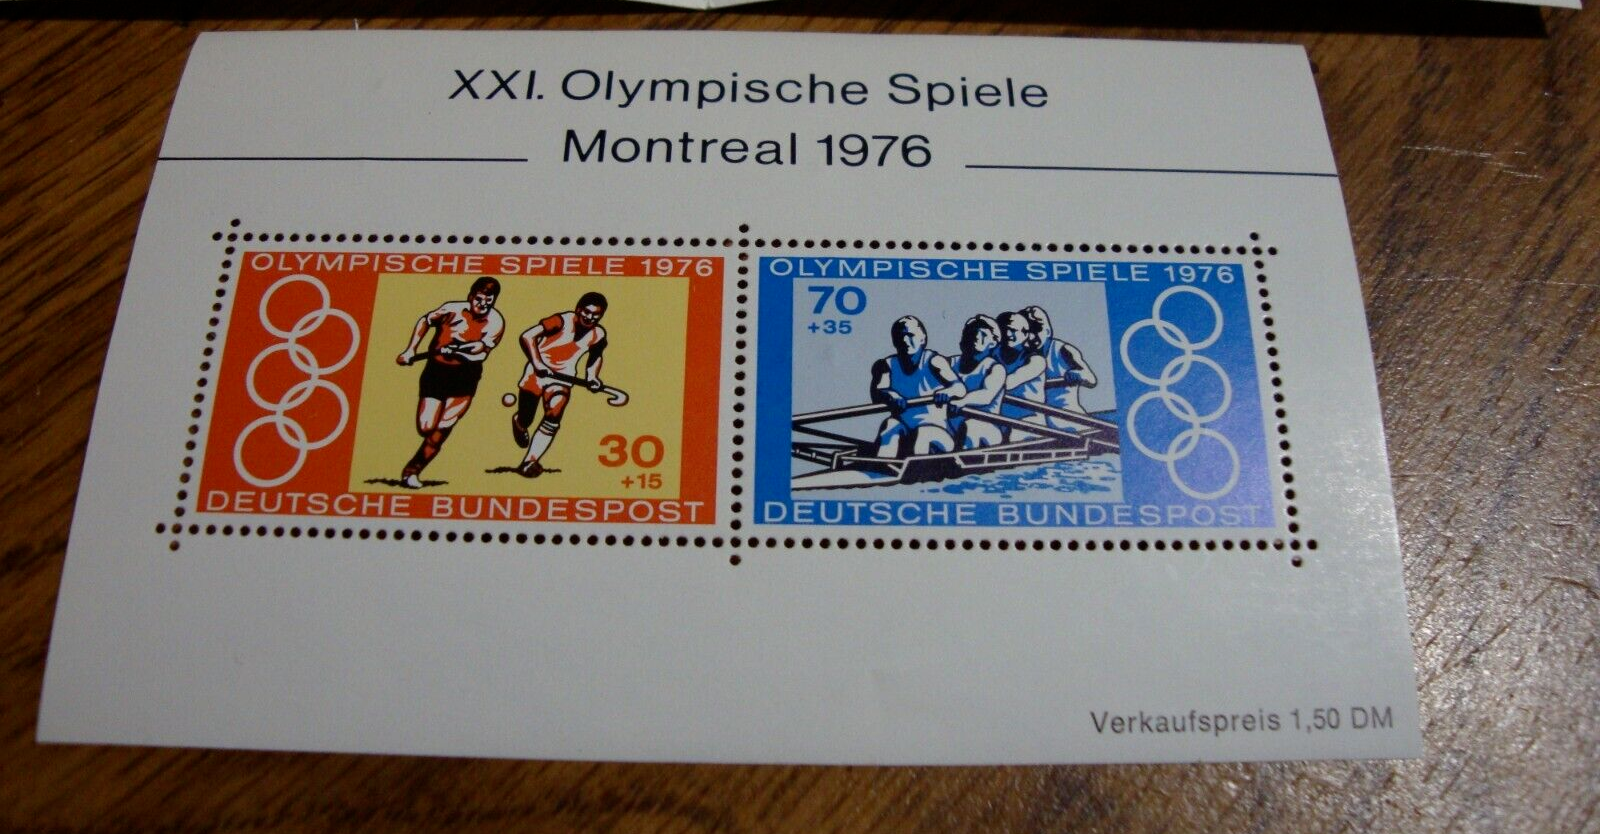 XXI. Olympische Spiele
Montreal 1976
OLYMPISCHE SPIELE 1976
30
+15
DEUTSCHE BUNDESPOST
OLYMPISCHE SPIELE 1976
70
+35
DEUTSCHE BUNDESPOST
Verkaufspreis 1,50 DM